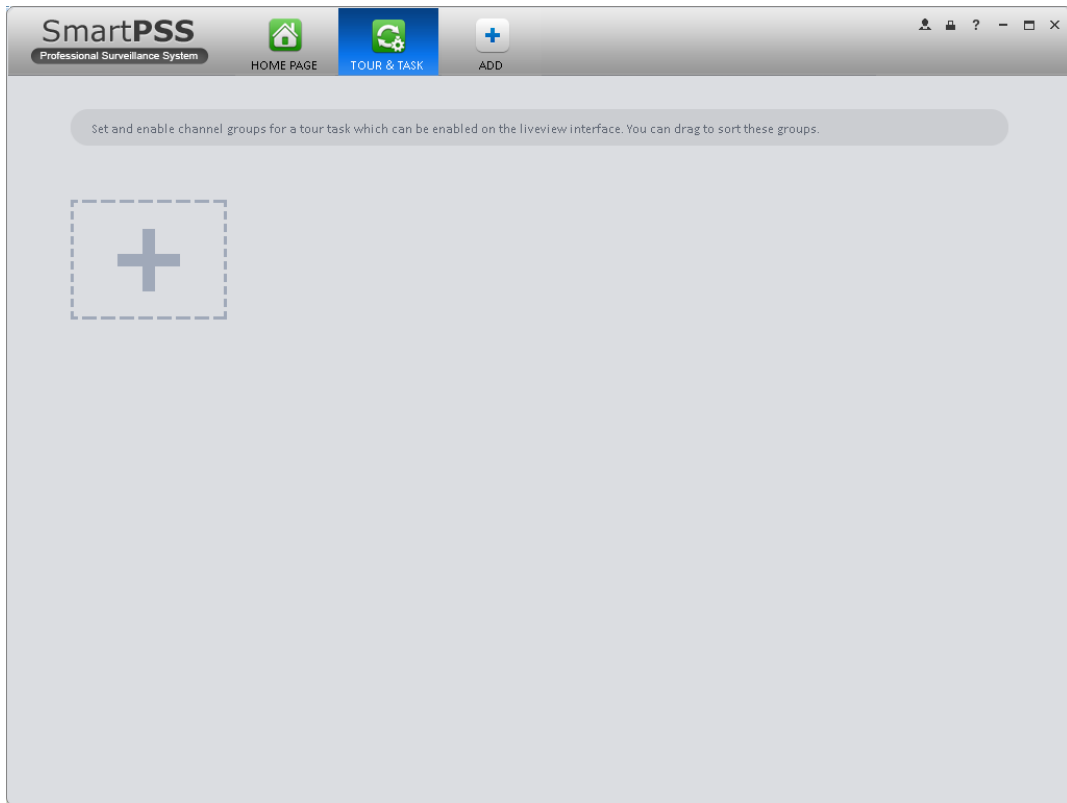 SmartPSS
Professional Surveillance System
HOME PAGE
TOUR & TASK
ADD
?
Set and enable channel groups for a tour task which can be enabled on the liveview interface. You can drag to sort these groups.